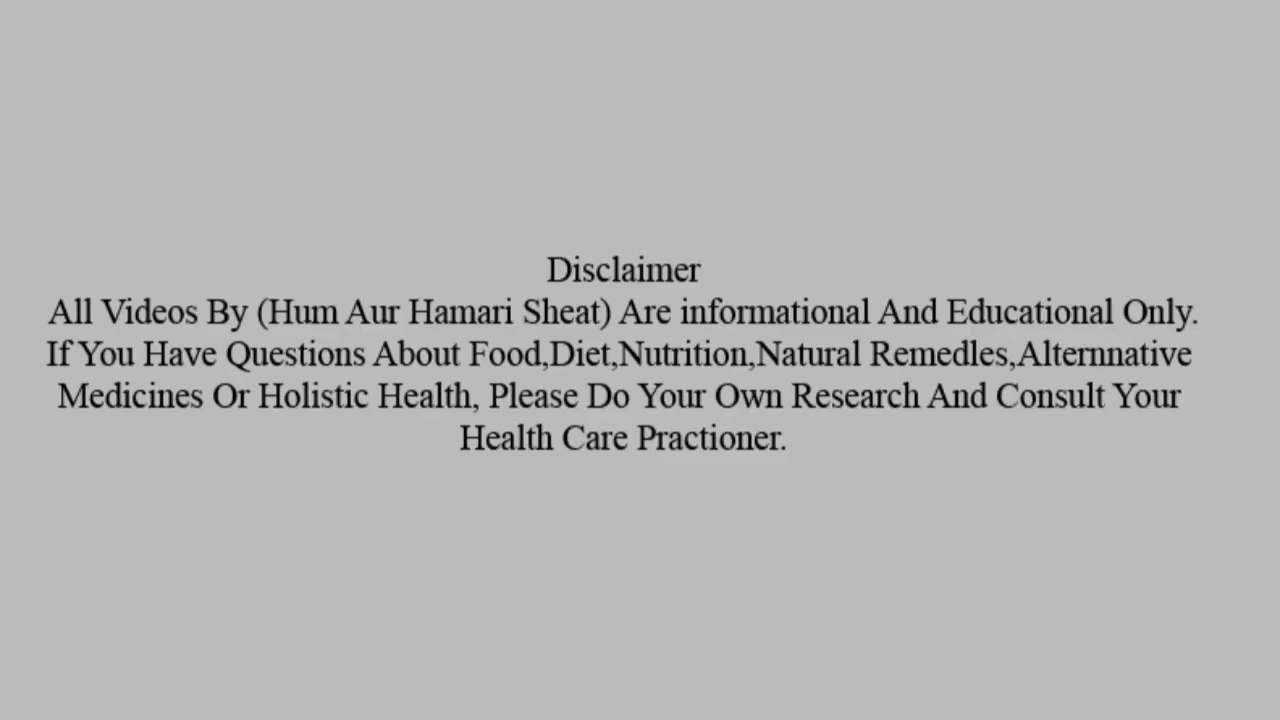 Disclaimer
All Videos By (Hum Aur Hamari Sheat) Are informational And Educational Only.
If You Have Questions About Food,Diet,Nutrition,Natural Remedles,Alternnative
Medicines Or Holistic Health, Please Do Your Own Research And Consult Your
Health Care Practioner.